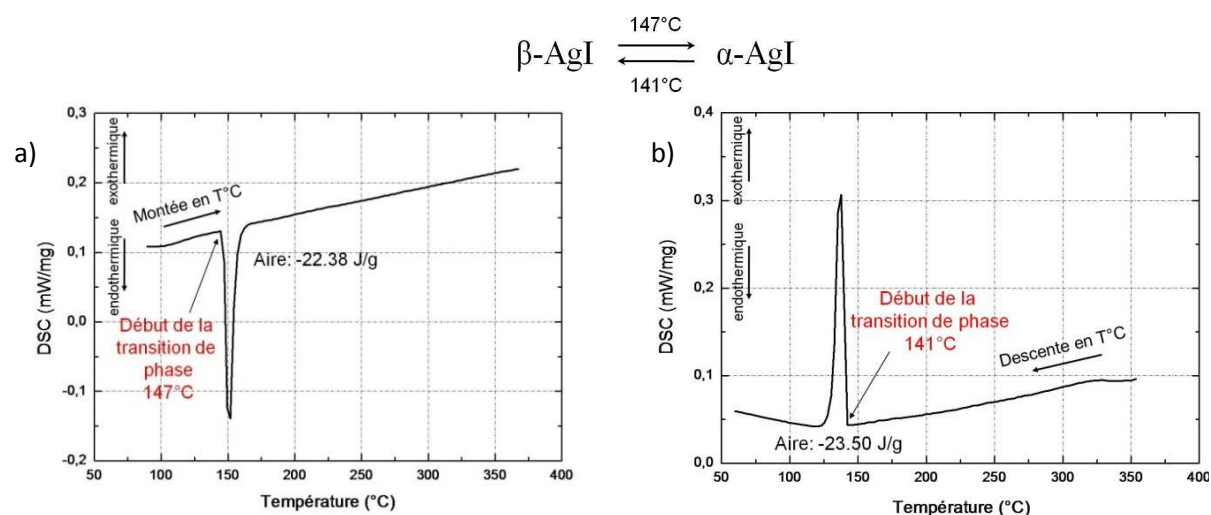 147°C
β-AgI α-AgI
141°C
a)
0,3
0,2
0,1
0,0
-0,1
-0,2
DSC (mW/mg)
exothermique
endothermique
Montée en T°C
Aire: -22.38 J/g
Début de la
transition de
phase
147°C
50 100 150 200 250 300 350 400
Température (°C)
b)
0,4
0,3
0,2
0,1
0,0
DSC (mW/mg)
exothermique
endothermique
Début de la
transition de phase
141°C
Descente en T°C
Aire: -23.50 J/g
50 100 150 200 250 300 350 400
Température (°C)